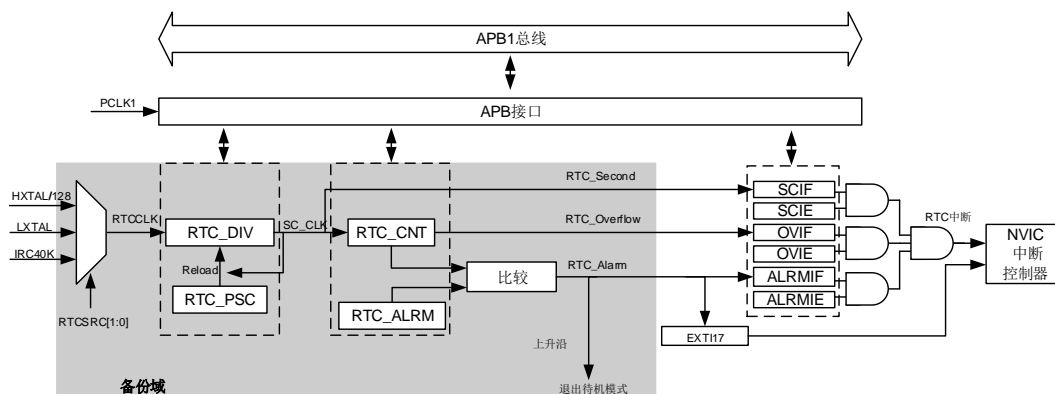 APB1总线
PCLK1
APB接口
HXTAL/128
LXTAL
IRC40K
RTCCLK
RTCSRC[1:0]
RTC_DIV
Reload
RTC_PSC
SC_CLK
RTC_CNT
RTC_ALRM
比较
RTC_Second
RTC_Overflow
RTC_Alarm
上升沿
退出待机模式
备份域
SCIF
SCIE
OVIF
OVIE
ALRMIF
ALRMIE
EXTI17
RTC中断
NVIC
中断
控制器